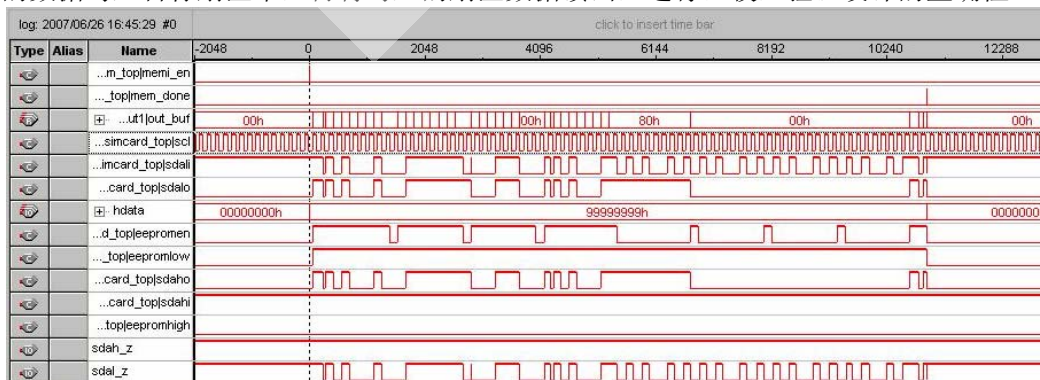 log: 2007/06/26 16:45:29 #0 click to insert time bar
Type Alias Name -2048 0 2048 4096 6144 8192 10240 12288
...m_top|memi_en
..._top|mem_done
...ut1|out_buf 00h 00h 80h 00h 00h
...simcard_top|scl
...imcard_top|sdali
...card_top|sdalo
hdata 00000000h 99999999h 0000000
...d_top|eepromen
..._top|eepromlow
...card_top|sdaho
...card_top|sdahi
...top|eepromhigh
sdah_z
sdal_z